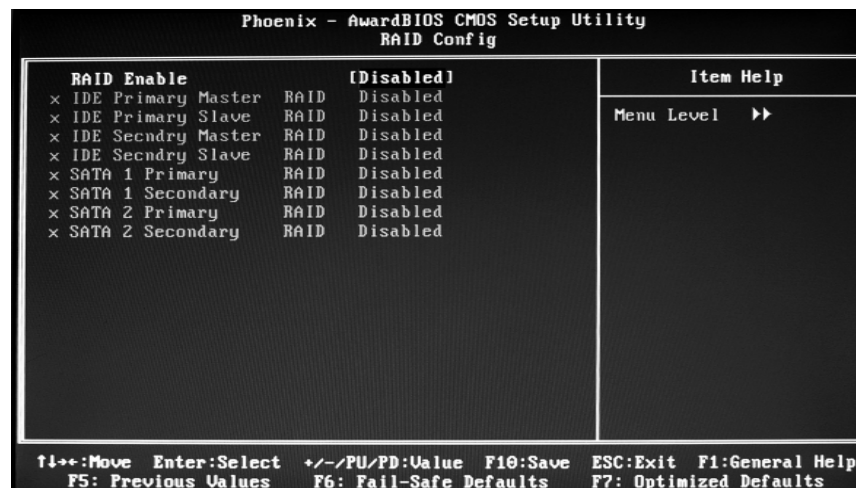 Phoenix - AwardBIOS CMOS Setup Utility
RAID Config
RAID Enable [Disabled]
x IDE Primary Master RAID Disabled
x IDE Primary Slave RAID Disabled
x IDE Secndry Master RAID Disabled
x IDE Secndry Slave RAID Disabled
x SATA 1 Primary RAID Disabled
x SATA 1 Secondary RAID Disabled
x SATA 2 Primary RAID Disabled
x SATA 2 Secondary RAID Disabled
Item Help
Menu Level ▸▸
↑↓→←:Move Enter:Select +/-/PU/PD:Value F10:Save ESC:Exit F1:General Help
F5: Previous Values F6: Fail-Safe Defaults F7: Optimized Defaults